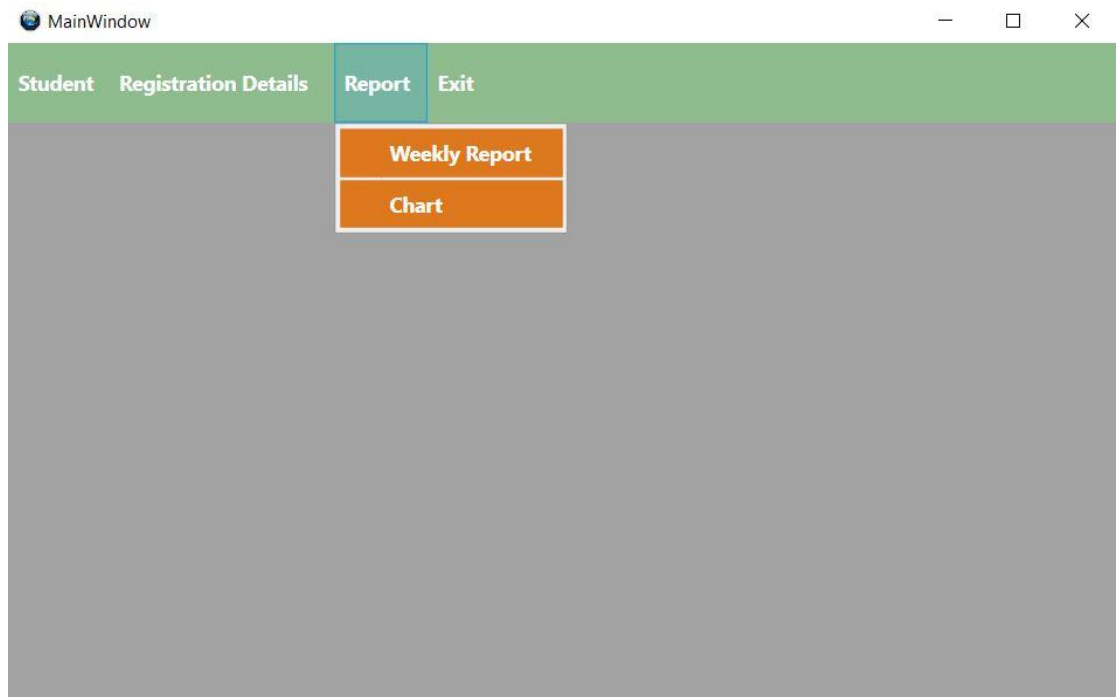 MainWindow
Student Registration Details Report Exit
Weekly Report
Chart